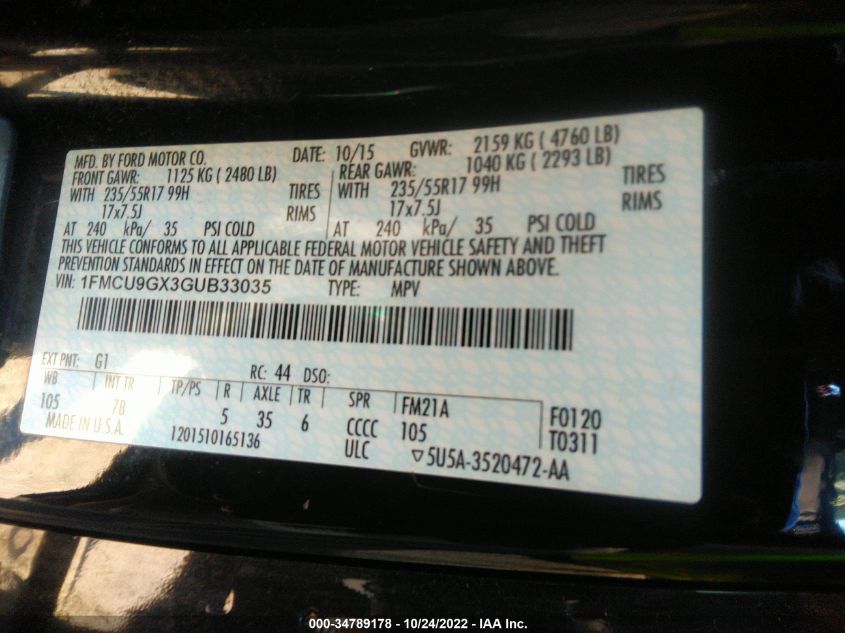 MFD. BY FORD MOTOR CO. DATE: 10/15 GVWR: 2159 KG ( 4760 LB)
FRONT GAWR: 1125 KG ( 2480 LB) REAR GAWR: 1040 KG ( 2293 LB)
WITH 235/55R17 99H TIRES WITH 235/55R17 99H TIRES
17x7.5J RIMS 17x7.5J RIMS
AT 240 kPa/ 35 PSI COLD AT 240 kPa/ 35 PSI COLD
THIS VEHICLE CONFORMS TO ALL APPLICABLE FEDERAL MOTOR VEHICLE SAFETY AND THEFT
PREVENTION STANDARDS IN EFFECT ON THE DATE OF MANUFACTURE SHOWN ABOVE.
VIN: 1FMCU9GX3GUB33035 TYPE: MPV
EXT PNT: G1 RC: 44 DSO:
WB INT TR TP/PS R AXLE TR SPR FM21A F0120
105 7B 5 35 6 CCCC 105 T0311
MADE IN U.S.A. 1201510165136 ULC ▽5U5A-3520472-AA
000-34789178 - 10/24/2022 - IAA Inc.